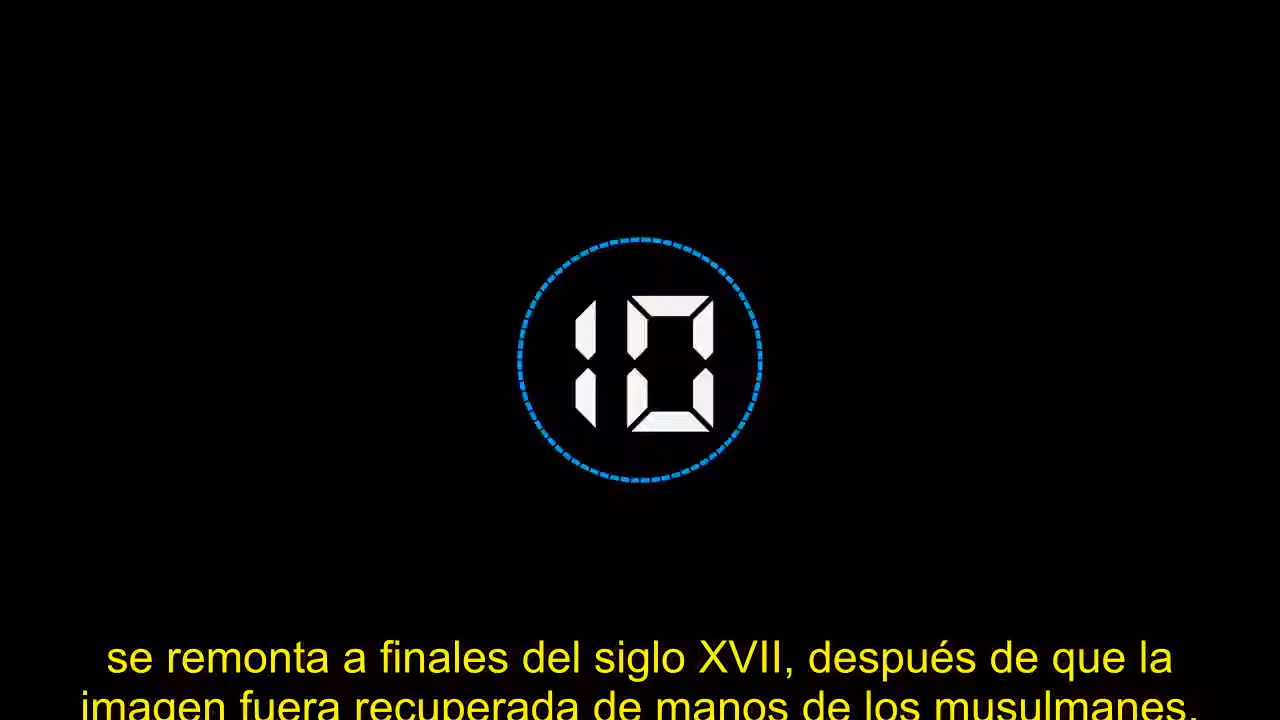 10
se remonta a finales del siglo XVII, después de que la
imagen fuera recuperada de manos de los musulmanes.